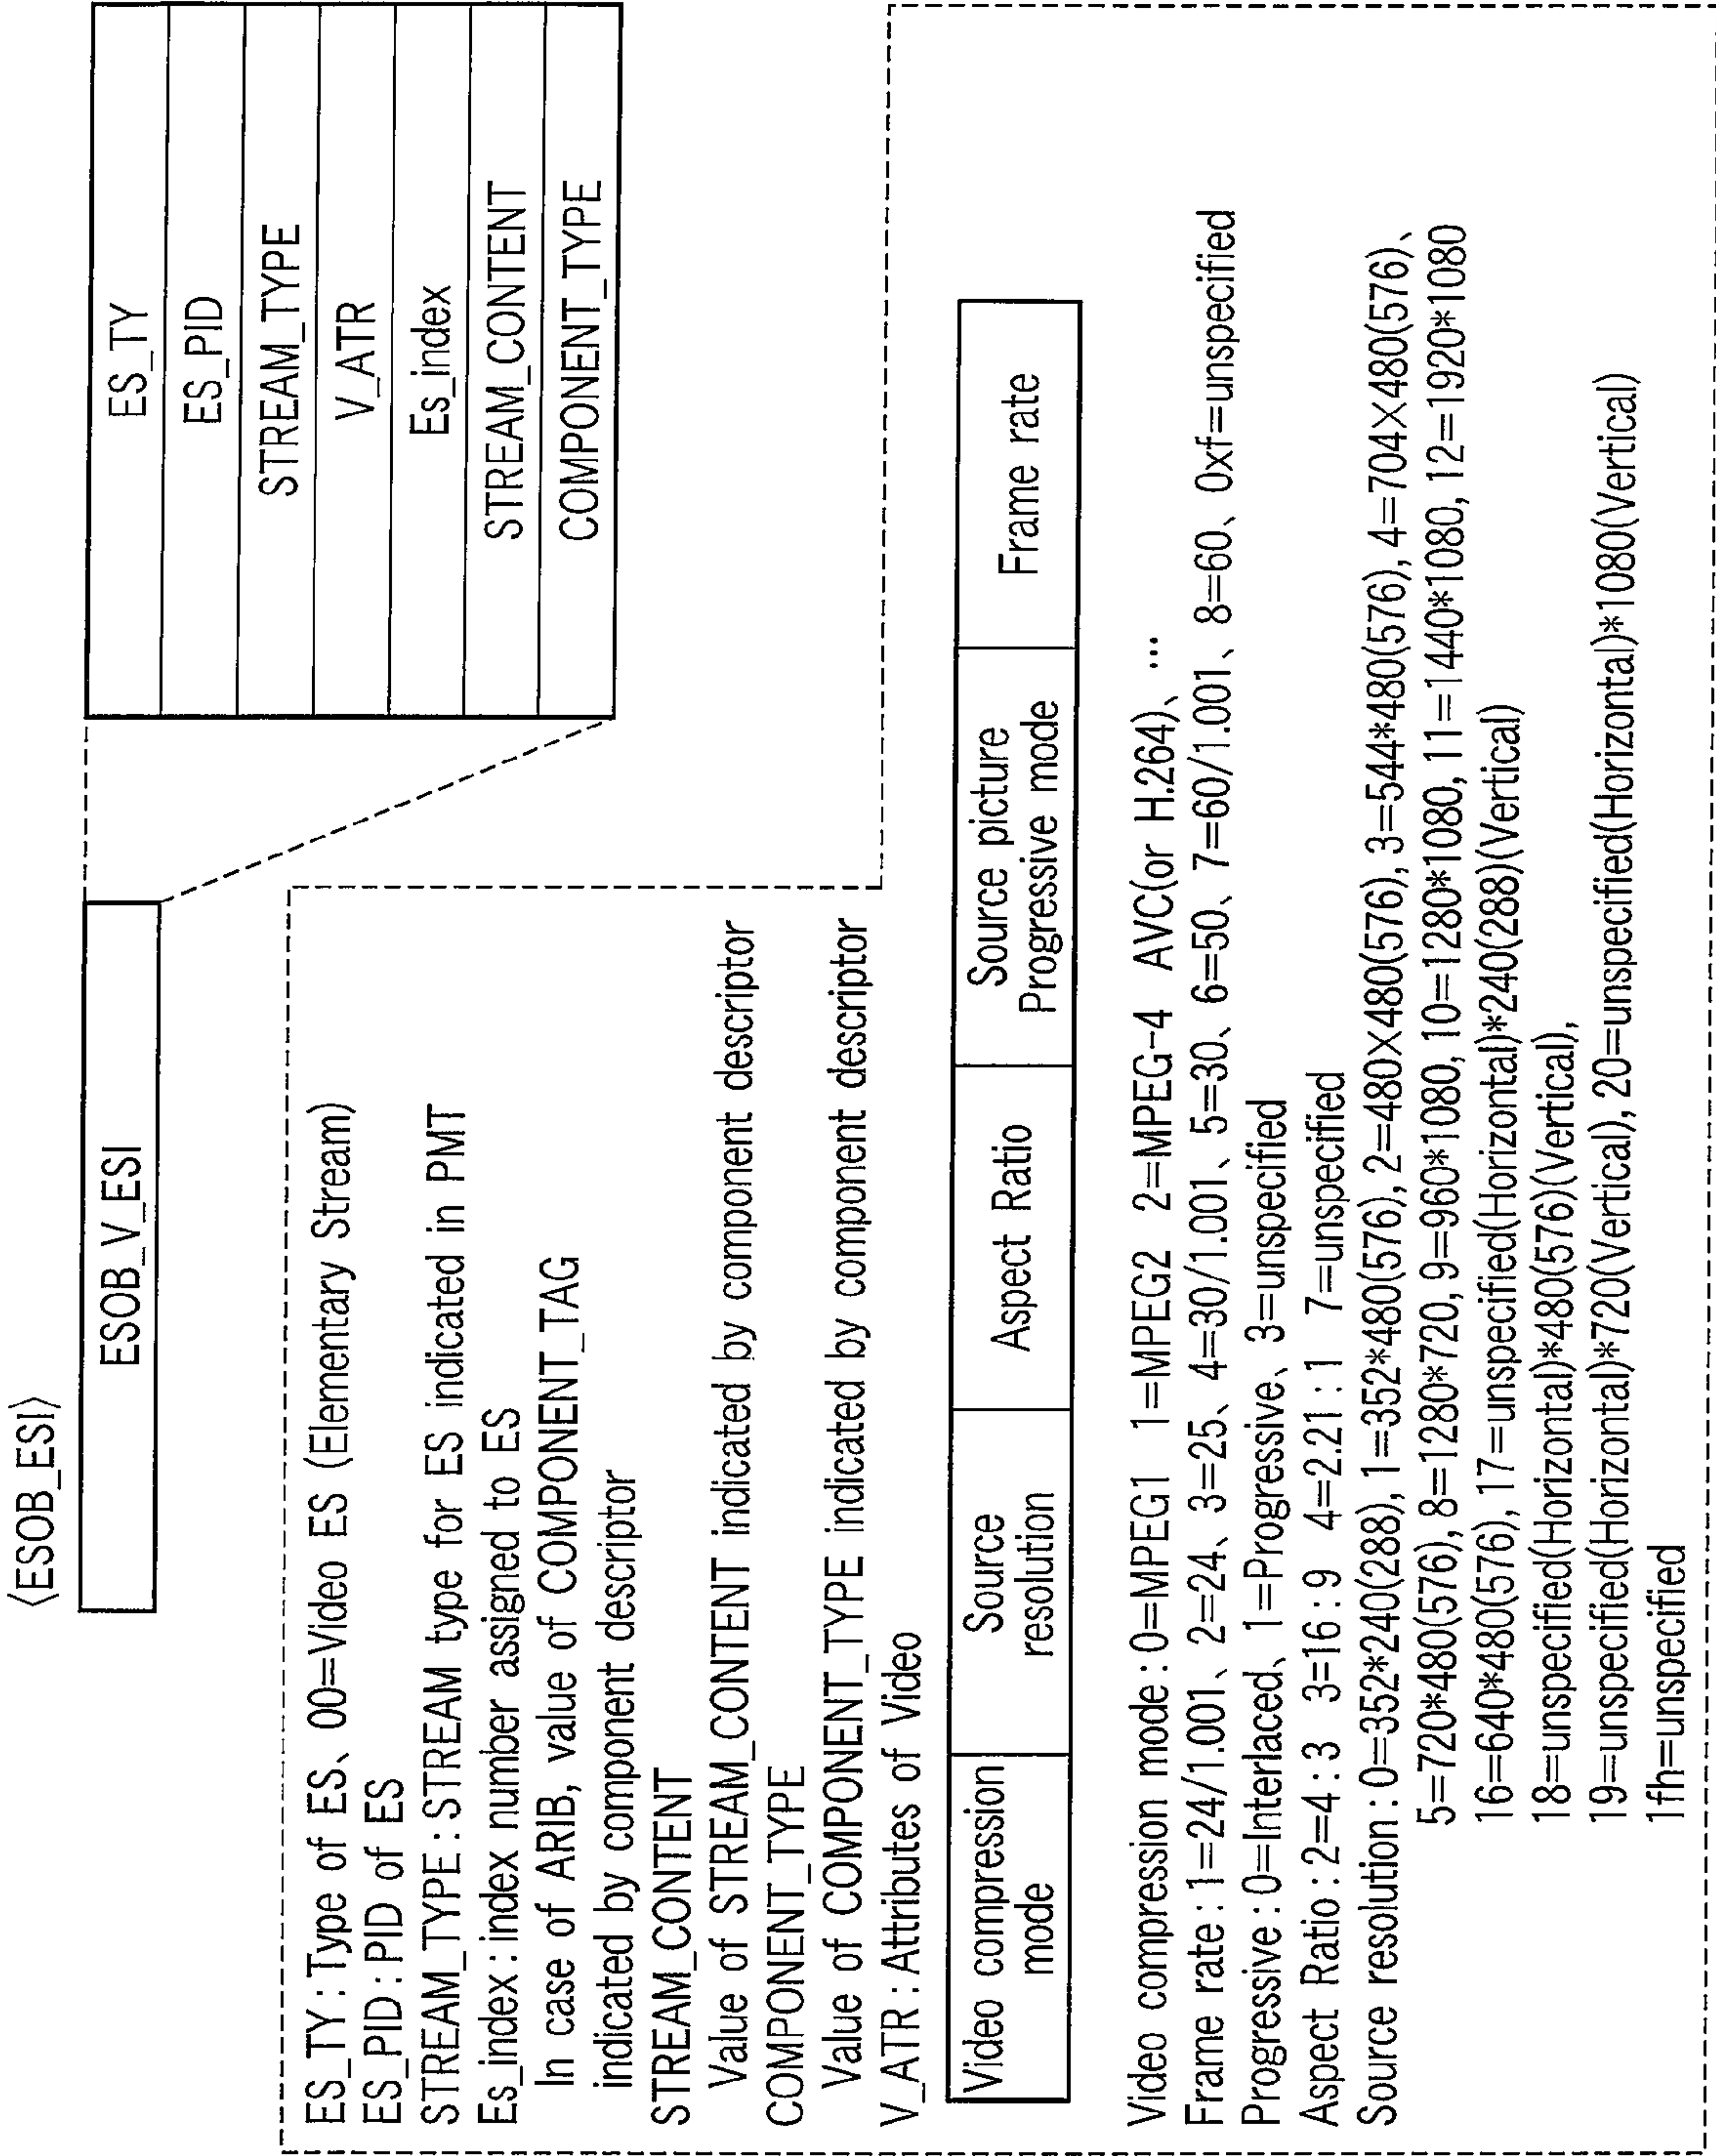 〈ESOB_ESI〉
ESOB_V_ESI
ES_TY
ES_PID
STREAM_TYPE
V_ATR
Es_index
STREAM_CONTENT
COMPONENT_TYPE
ES_TY : Type of ES、00=Video ES (Elementary Stream)
ES_PID : PID of ES
STREAM_TYPE : STREAM type for ES indicated in PMT
Es_index : index number assigned to ES
In case of ARIB, value of COMPONENT_TAG
indicated by component descriptor
STREAM_CONTENT
Value of STREAM_CONTENT indicated by component descriptor
COMPONENT_TYPE
Value of COMPONENT_TYPE indicated by component descriptor
V_ATR : Attributes of Video
Video compression
mode
Source
resolution
Aspect Ratio
Source picture
Progressive mode
Frame rate
Video compression mode : 0=MPEG1 1=MPEG2 2=MPEG-4 AVC(or H.264)、…
Frame rate : 1=24/1.001、2=24、3=25、4=30/1.001、5=30、6=50、7=60/1.001、8=60、0xf=unspecified
Progressive : 0=Interlaced、1=Progressive、3=unspecified
Aspect Ratio : 2=4 : 3 3=16 : 9 4=2.21 : 1 7=unspecified
Source resolution : 0=352*240(288), 1=352*480(576), 2=480×480(576), 3=544*480(576), 4=704×480(576)、
5=720*480(576), 8=1280*720, 9=960*1080, 10=1280*1080, 11=1440*1080, 12=1920*1080
16=640*480(576), 17=unspecified(Horizontal)*240(288)(Vertical)
18=unspecified(Horizontal)*480(576)(Vertical),
19=unspecified(Horizontal)*720(Vertical), 20=unspecified(Horizontal)*1080(Vertical)
1fh=unspecified